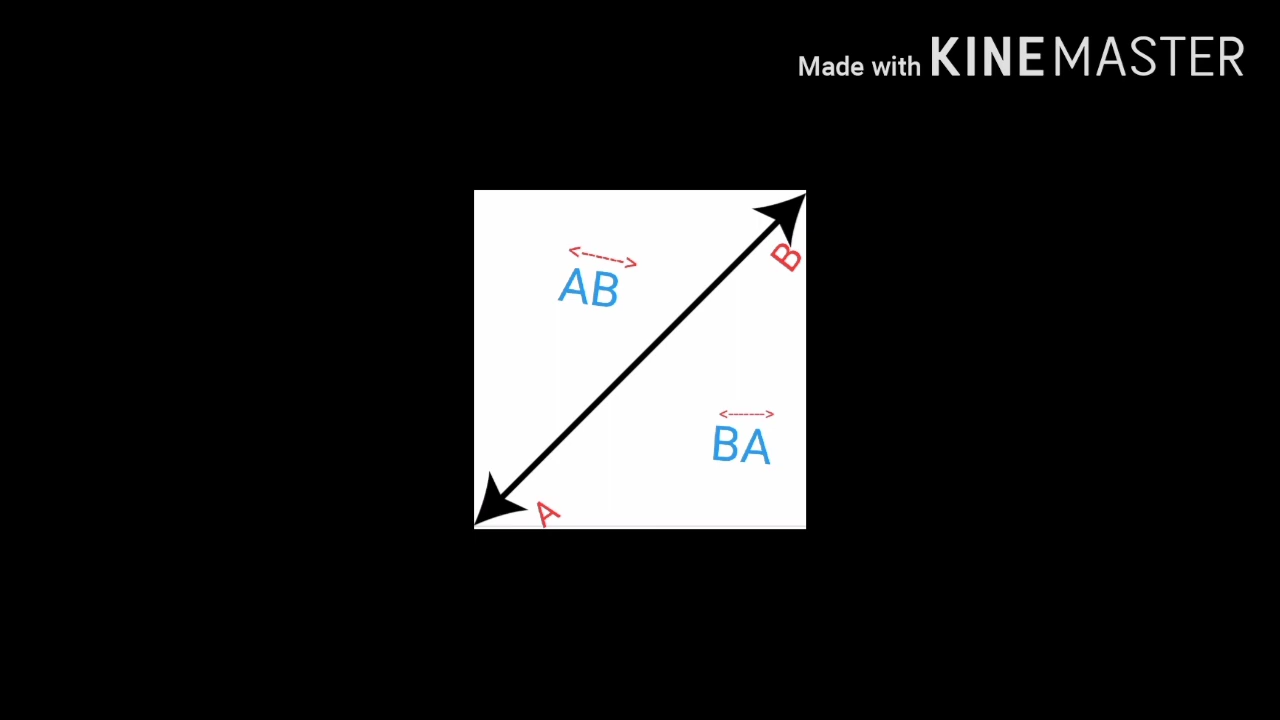 Made with KINEMASTER
B
<------>
AB
<------->
BA
A